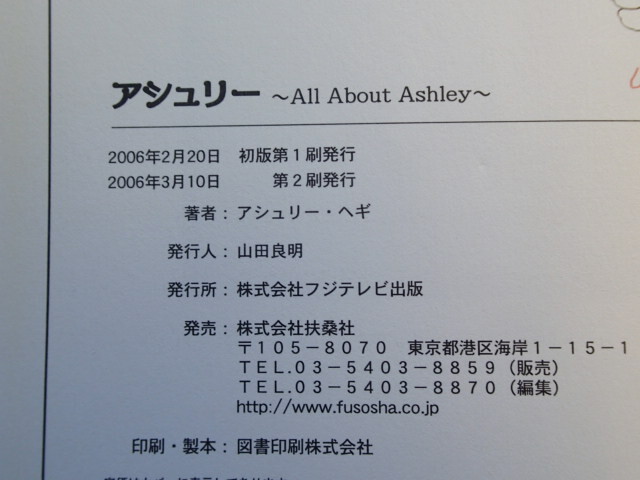 アシュリー ～All About Ashley～
2006年2月20日 初版第1刷発行
2006年3月10日 第2刷発行
著者：アシュリー・ヘギ
発行人：山田良明
発行所：株式会社フジテレビ出版
発売：株式会社扶桑社
〒１０５－８０７０ 東京都港区海岸１－１５－１
ＴＥＬ.０３－５４０３－８８５９（販売）
ＴＥＬ.０３－５４０３－８８７０（編集）
http://www.fusosha.co.jp
印刷・製本：図書印刷株式会社